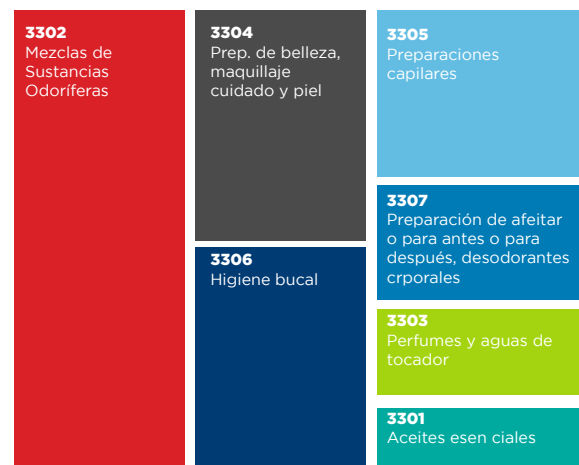 3302
Mezclas de
Sustancias
Odoríferas
3304
Prep. de belleza,
maquillaje
cuidado y piel
3306
Higiene bucal
3305
Preparaciones
capilares
3307
Preparación de afeitar
o para antes o para
después, desodorantes
crporales
3303
Perfumes y aguas de
tocador
3301
Aceites esen ciales